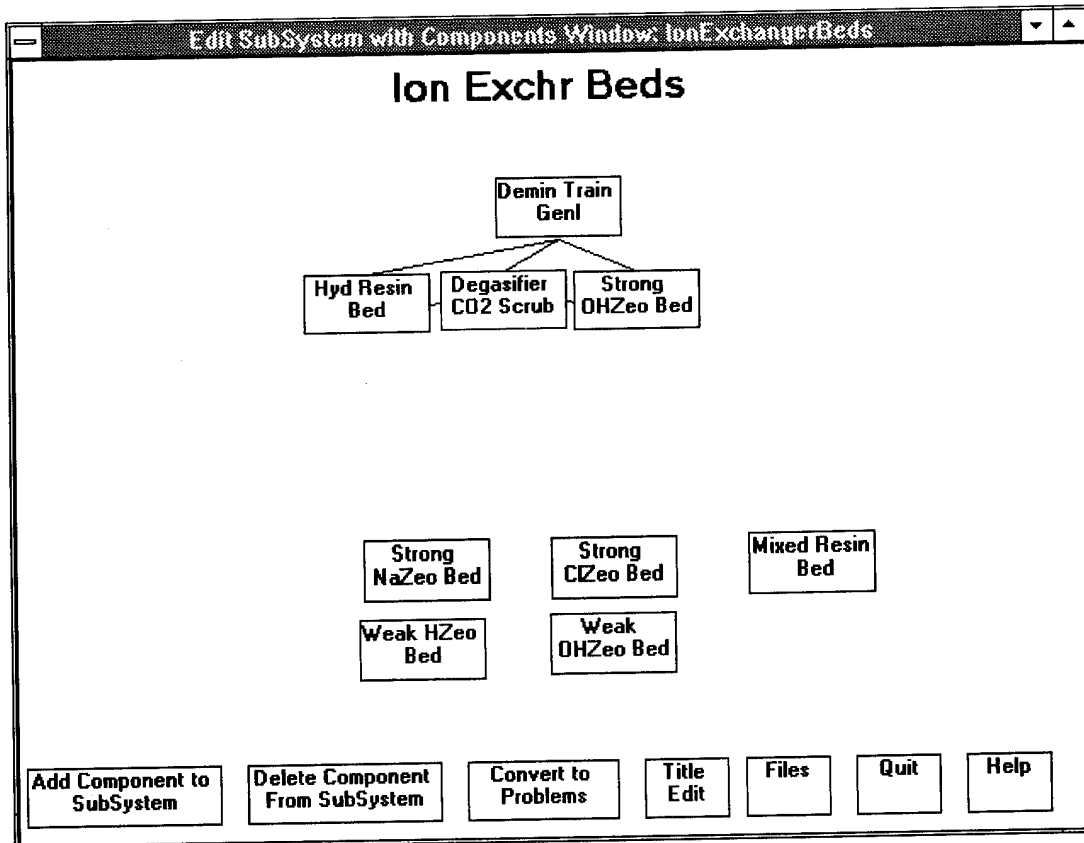 Edit SubSystem with Components Window: IonExchangerBeds
Ion Exchr Beds
Demin Train
Genl
Hyd Resin
Bed
Degasifier
CO2 Scrub
Strong
OHZeo Bed
Strong
NaZeo Bed
Strong
ClZeo Bed
Mixed Resin
Bed
Weak HZeo
Bed
Weak
OHZeo Bed
Add Component to
SubSystem
Delete Component
From SubSystem
Convert to
Problems
Title
Edit
Files
Quit
Help